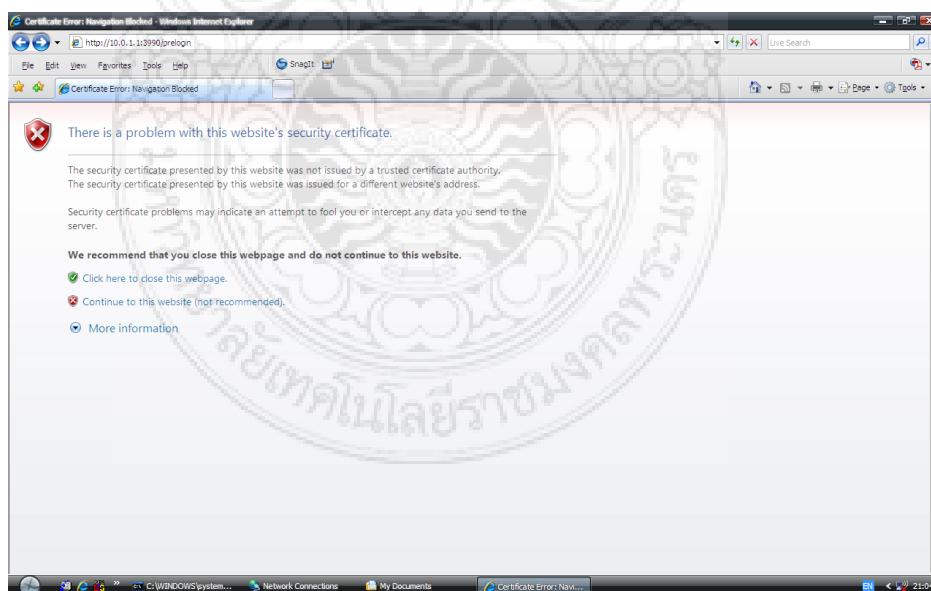 Certificate Error: Navigation Blocked - Windows Internet Explorer
http://10.0.1.1:3990/prelogin
Live Search
File Edit View Favorites Tools Help
SnagIt
Certificate Error: Navigation Blocked
Page Tools
There is a problem with this website's security certificate.
The security certificate presented by this website was not issued by a trusted certificate authority.
The security certificate presented by this website was issued for a different website's address.
Security certificate problems may indicate an attempt to fool you or intercept any data you send to the
server.
We recommend that you close this webpage and do not continue to this website.
Click here to close this webpage.
Continue to this website (not recommended).
More information
C:\WINDOWS\system...
Network Connections
My Documents
Certificate Error: Navi...
EN